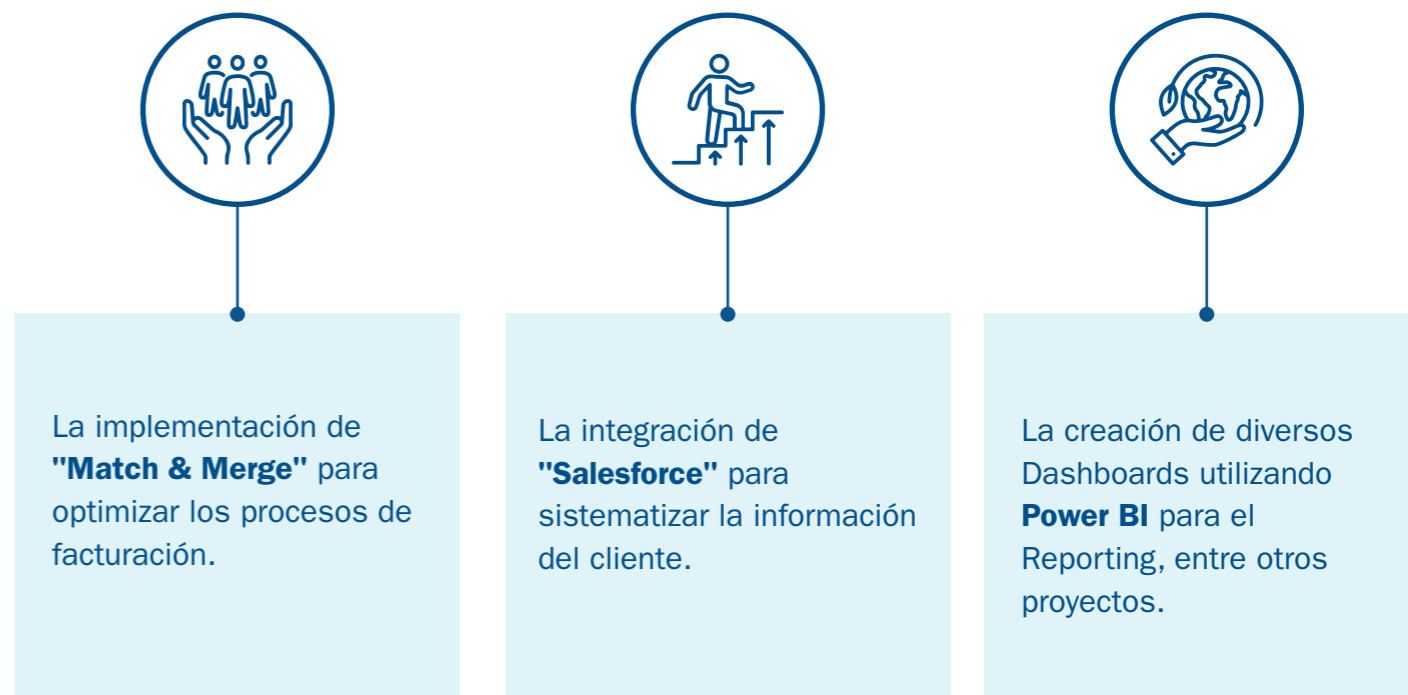 La implementación de
"Match & Merge" para
optimizar los procesos de
facturación.
La integración de
"Salesforce" para
sistematizar la información
del cliente.
La creación de diversos
Dashboards utilizando
Power BI para el
Reporting, entre otros
proyectos.